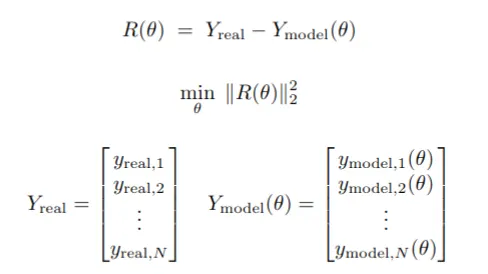 R(θ) = Y_real − Y_model(θ)
min_θ ‖R(θ)‖₂²
Y_real = [y_real,1 y_real,2 ⋮ y_real,N] Y_model(θ) = [y_model,1(θ) y_model,2(θ) ⋮ y_model,N(θ)]